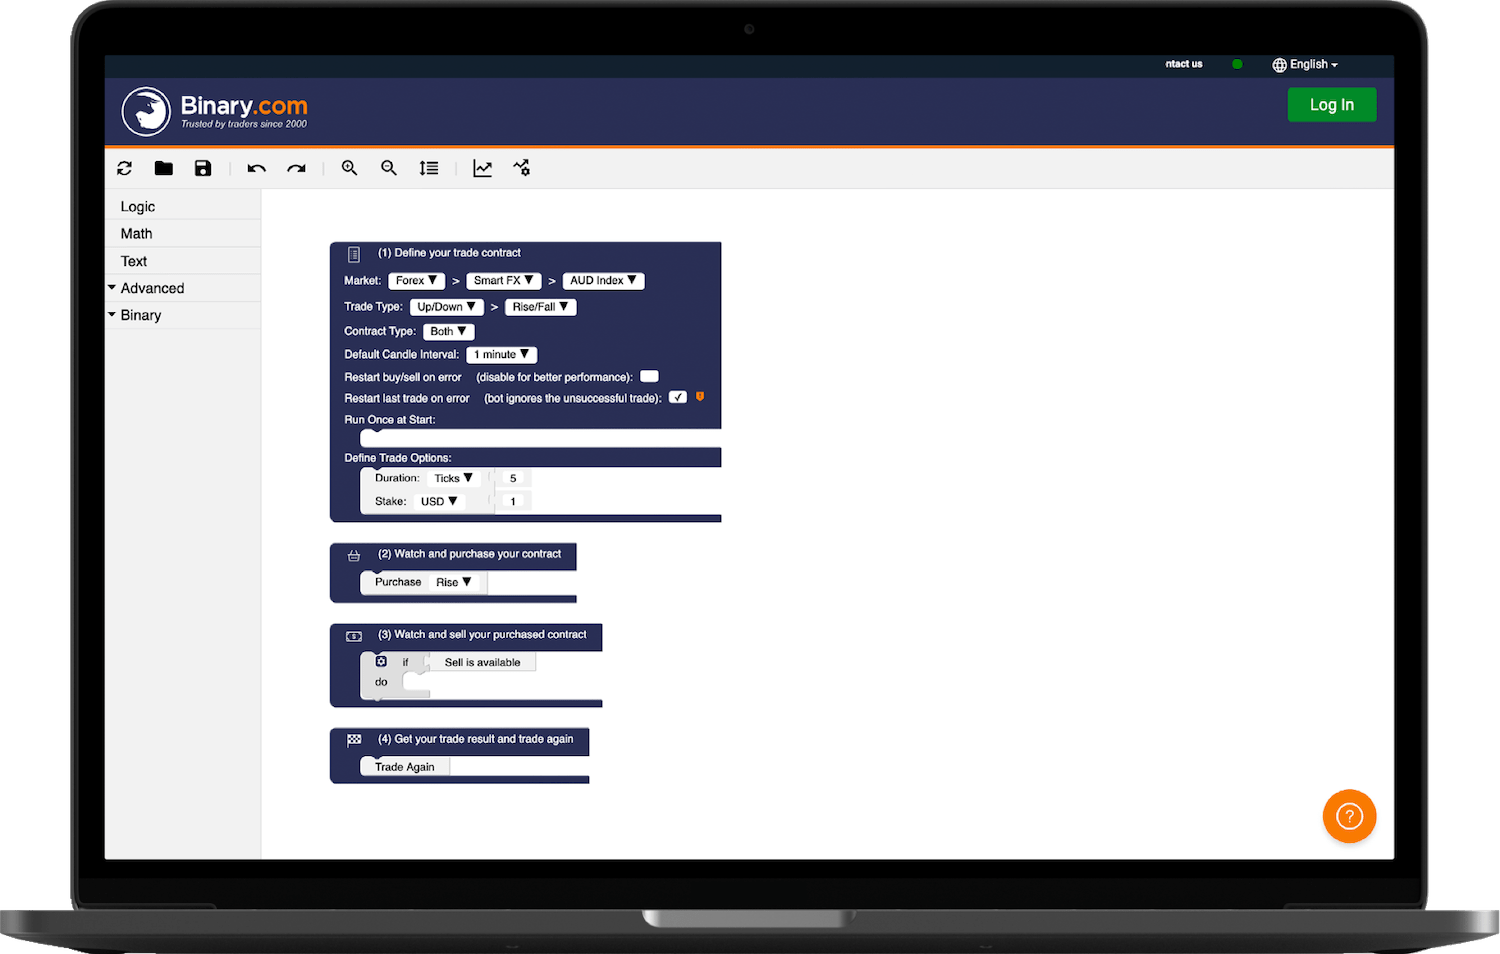 ntact us
English
Binary.com
Trusted by traders since 2000
Log In
Logic
Math
Text
Advanced
Binary
(1) Define your trade contract
Market: Forex ▼ > Smart FX ▼ > AUD Index ▼
Trade Type: Up/Down ▼ > Rise/Fall ▼
Contract Type: Both ▼
Default Candle Interval: 1 minute ▼
Restart buy/sell on error (disable for better performance):
Restart last trade on error (bot ignores the unsuccessful trade): ✓
Run Once at Start:
Define Trade Options:
Duration: Ticks ▼ 5
Stake: USD ▼ 1
(2) Watch and purchase your contract
Purchase Rise ▼
(3) Watch and sell your purchased contract
if Sell is available
do
(4) Get your trade result and trade again
Trade Again
?